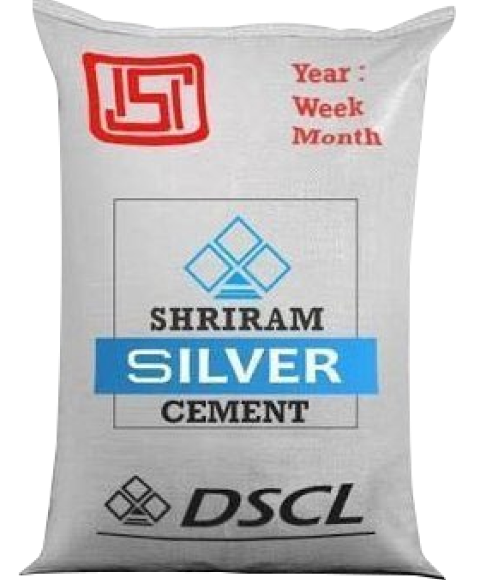 ISI
Year :
Week
Month
SHRIRAM
SILVER
CEMENT
DSCL